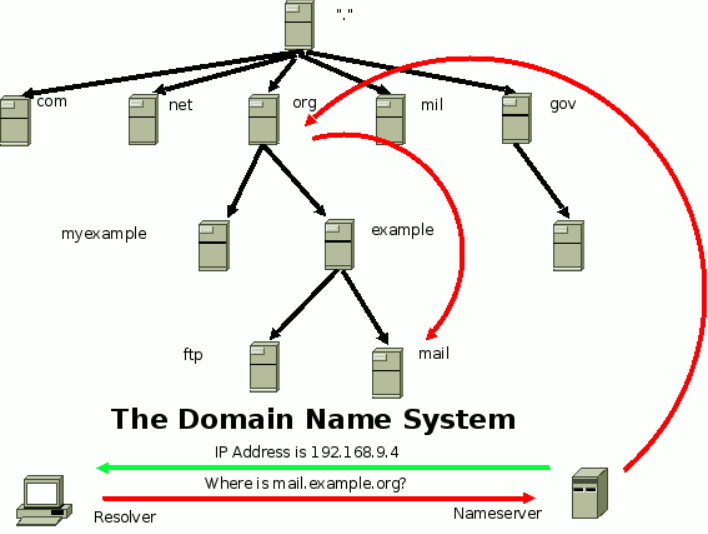 "."
com
net
org
mil
gov
myexample
example
ftp
mail
The Domain Name System
IP Address is 192.168.9.4
Where is mail.example.org?
Resolver
Nameserver